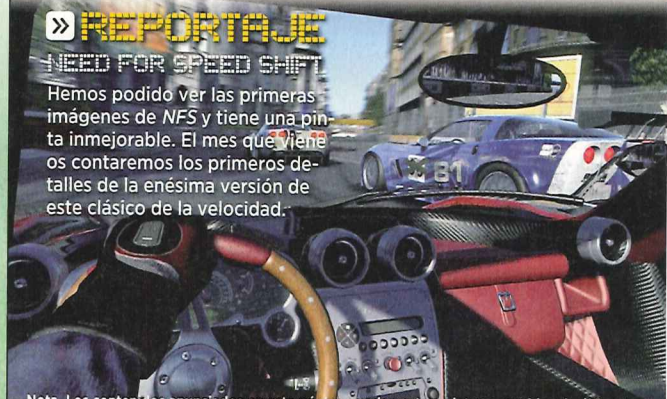 » REPORTAJE
NEED FOR SPEED SHIFT
Hemos podido ver las primeras
imágenes de NFS y tiene una pin-
ta inmejorable. El mes que viene
os contaremos los primeros de-
talles de la enésima versión de
este clásico de la velocidad.
81
Nota. Los contenidos